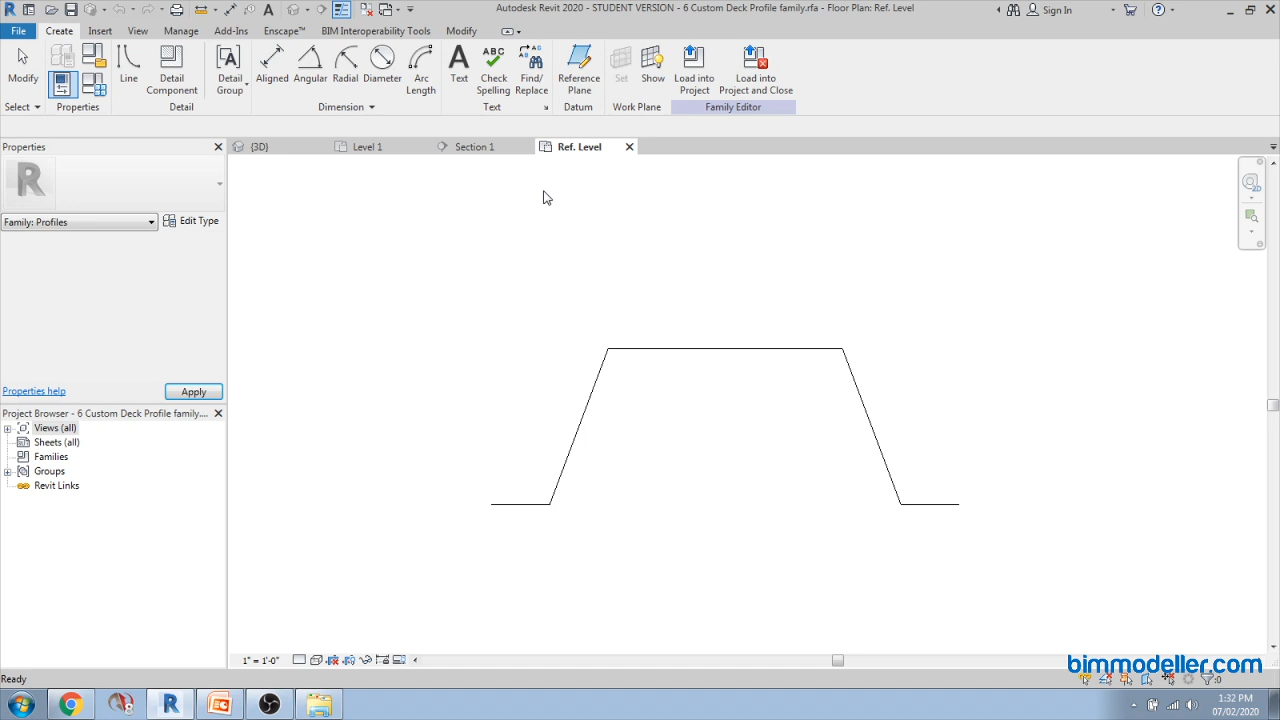 Autodesk Revit 2020 - STUDENT VERSION - 6 Custom Deck Profile family.rfa - Floor Plan: Ref. Level
Sign In
File Create Insert View Manage Add-Ins Enscape™ BIM Interoperability Tools Modify
Modify
Line
Detail Component
Detail Group
Aligned
Angular
Radial
Diameter
Arc Length
Text
Check Spelling
Find/ Replace
Reference Plane
Set
Show
Load into Project
Load into Project and Close
Select Properties Detail Dimension Text Datum Work Plane Family Editor
Properties
{3D} Level 1 Section 1 Ref. Level
R
2D
Family: Profiles Edit Type
Properties help Apply
Project Browser - 6 Custom Deck Profile family....
Views (all)
Sheets (all)
Families
Groups
Revit Links
1" = 1'-0"
bimmodeller.com
Ready
:0
1:32 PM
07/02/2020